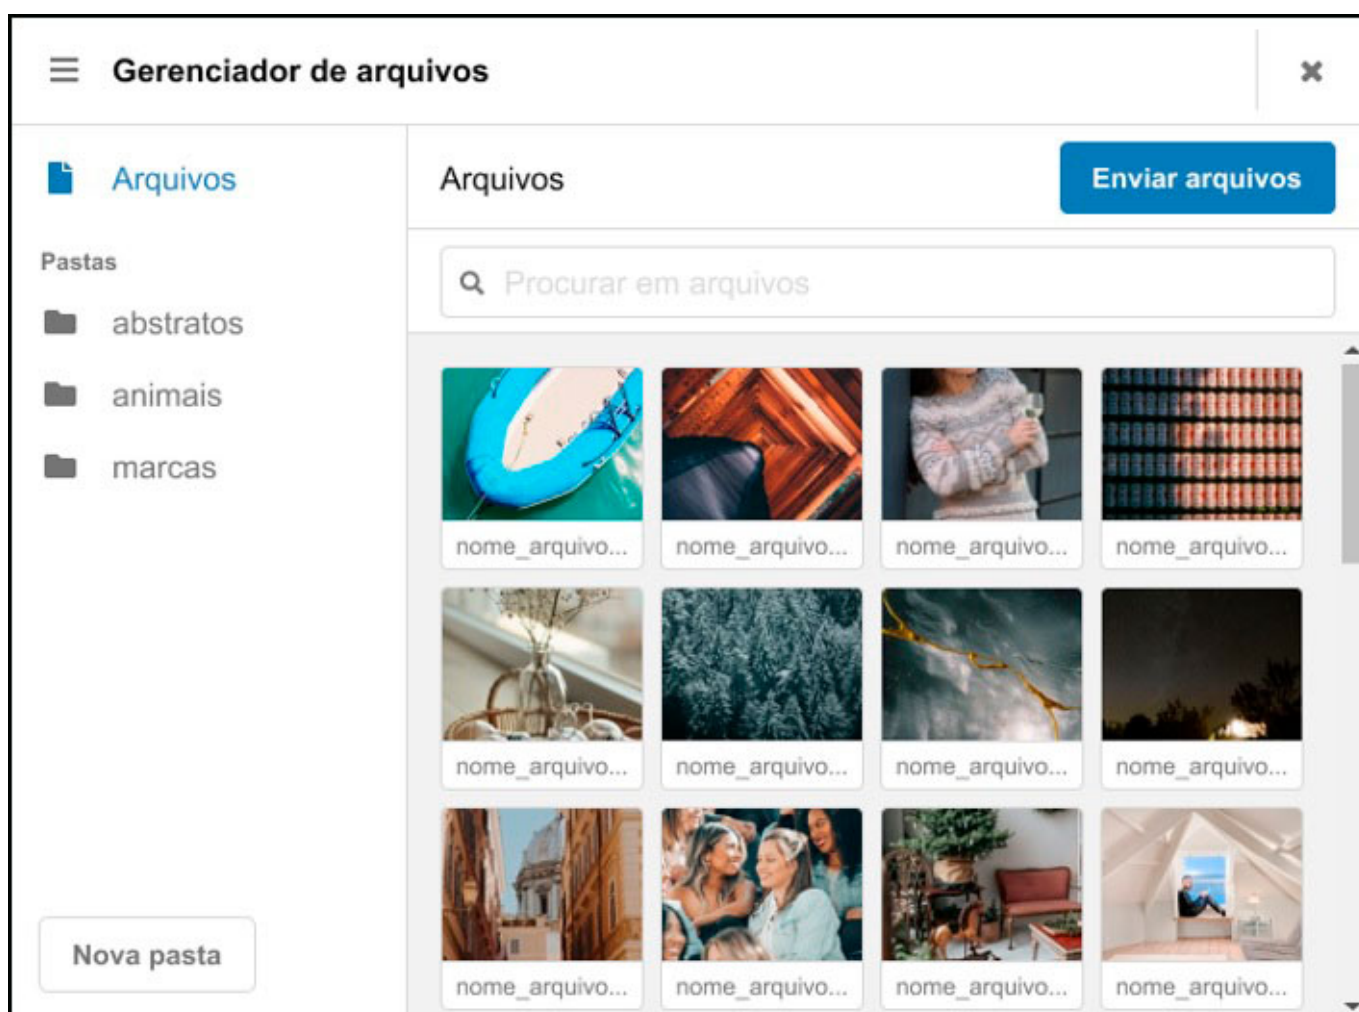 Gerenciador de arquivos
Arquivos
Pastas
abstratos
animais
marcas
Nova pasta
Arquivos
Enviar arquivos
Procurar em arquivos
nome_arquivo... nome_arquivo... nome_arquivo... nome_arquivo...
nome_arquivo... nome_arquivo... nome_arquivo... nome_arquivo...
nome_arquivo... nome_arquivo... nome_arquivo... nome_arquivo...